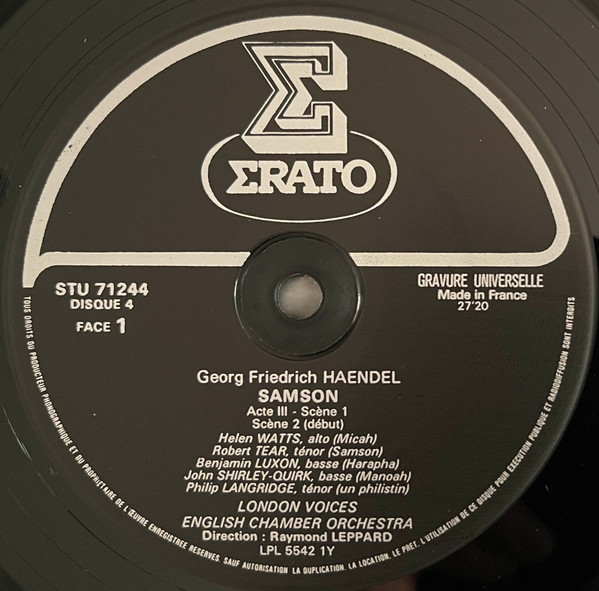 Σ
ΣRATO
STU 71244
DISQUE 4
FACE 1
GRAVURE UNIVERSELLE
Made in France
27'20
Georg Friedrich HAENDEL
SAMSON
Acte III - Scène 1
Scène 2 (début)
Helen WATTS, alto (Micah)
Robert TEAR, ténor (Samson)
Benjamin LUXON, basse (Harapha)
John SHIRLEY-QUIRK, basse (Manoah)
Philip LANGRIDGE, ténor (un philistin)
LONDON VOICES
ENGLISH CHAMBER ORCHESTRA
Direction : Raymond LEPPARD
LPL 5542 1Y
TOUS DROITS DU PRODUCTEUR PHONOGRAPHIQUE ET DU PROPRIETAIRE DE L'ŒUVRE ENREGISTREE RESERVES. SAUF AUTORISATION LA DUPLICATION, LA LOCATION, LE PRET, L'UTILISATION DE CE DISQUE POUR EXECUTION PUBLIQUE ET RADIODIFFUSION SONT INTERDITS